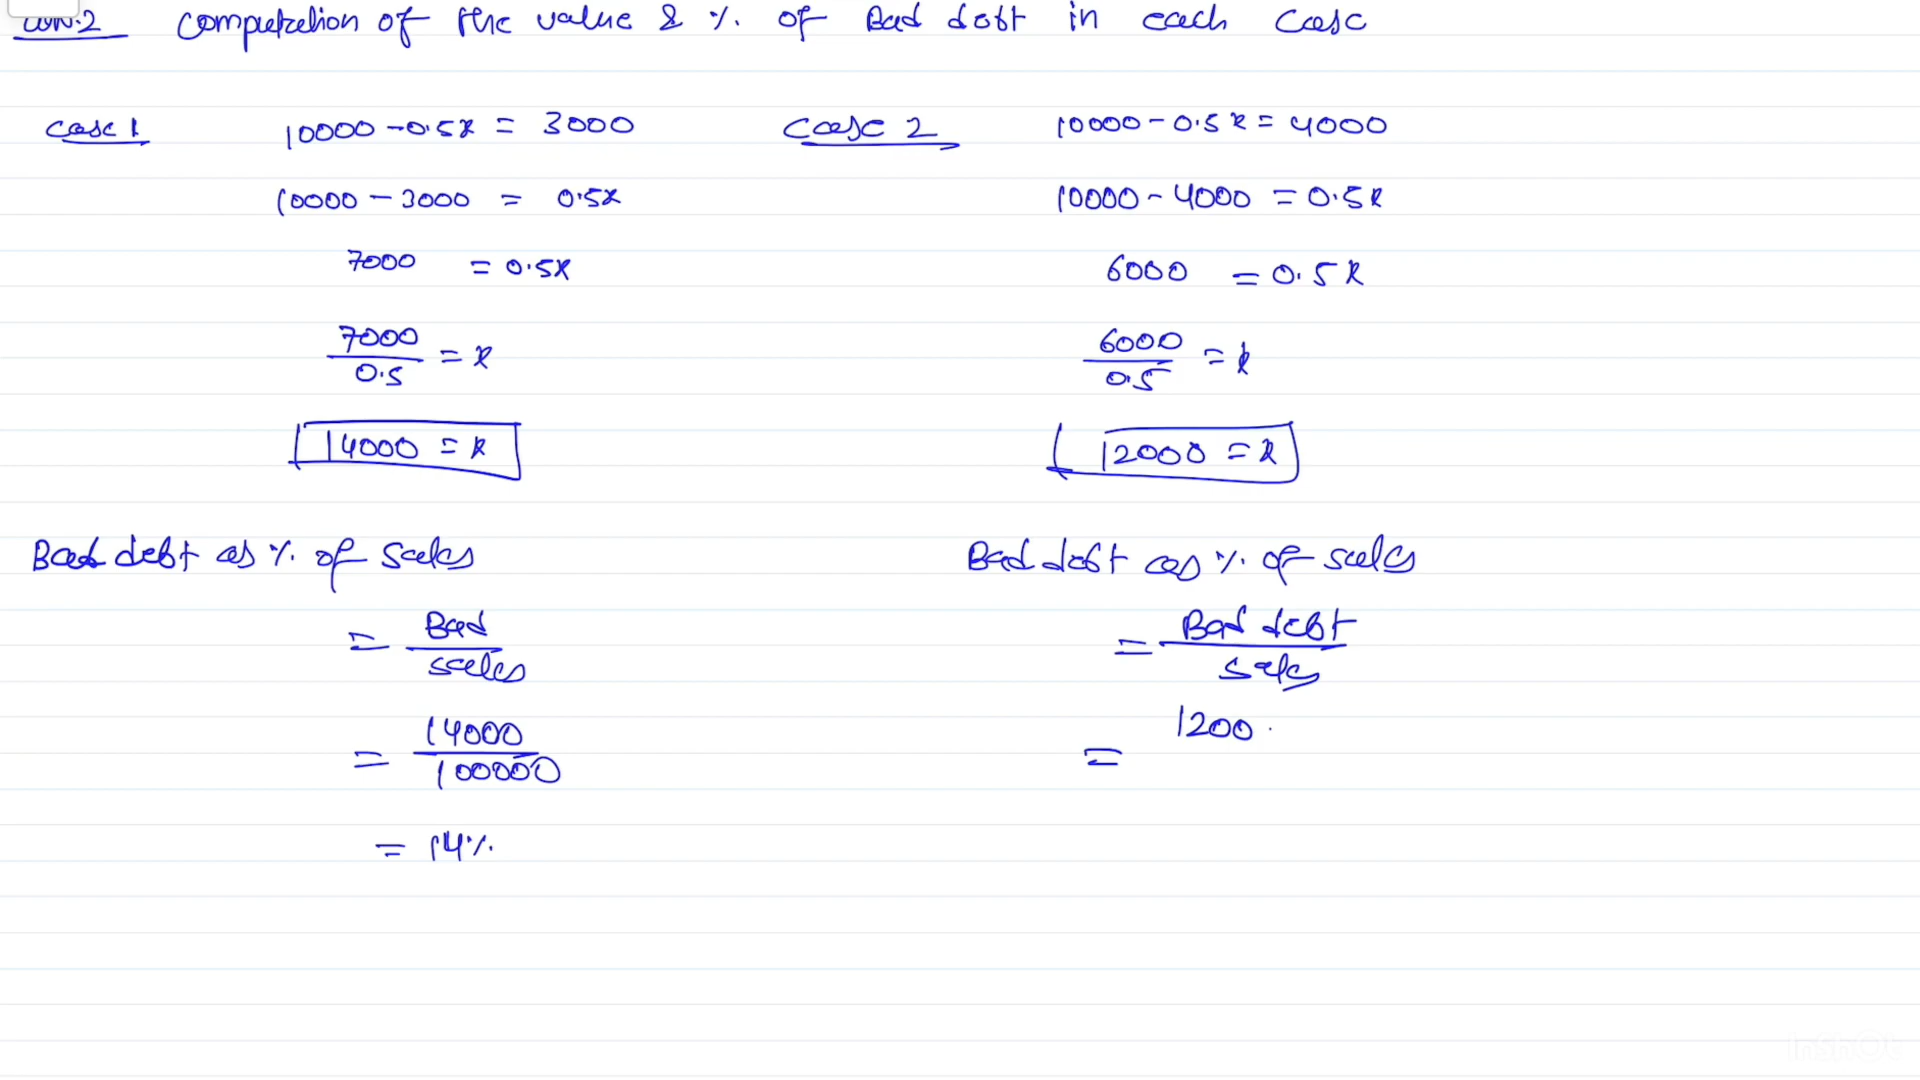 W.N.2 Computation of the value & % of Bad debt in each case
Case 1
10000 - 0.5x = 3000
10000 - 3000 = 0.5x
7000 = 0.5x
7000
0.5
= x
14000 = x
Bad debt as % of sales
= Bad
sales
= 14000
100000
= 14%
Case 2
10000 - 0.5x = 4000
10000 - 4000 = 0.5x
6000 = 0.5x
6000
0.5
= x
12000 = x
Bad debt as % of sales
= Bad debt
sales
= 1200
InShot